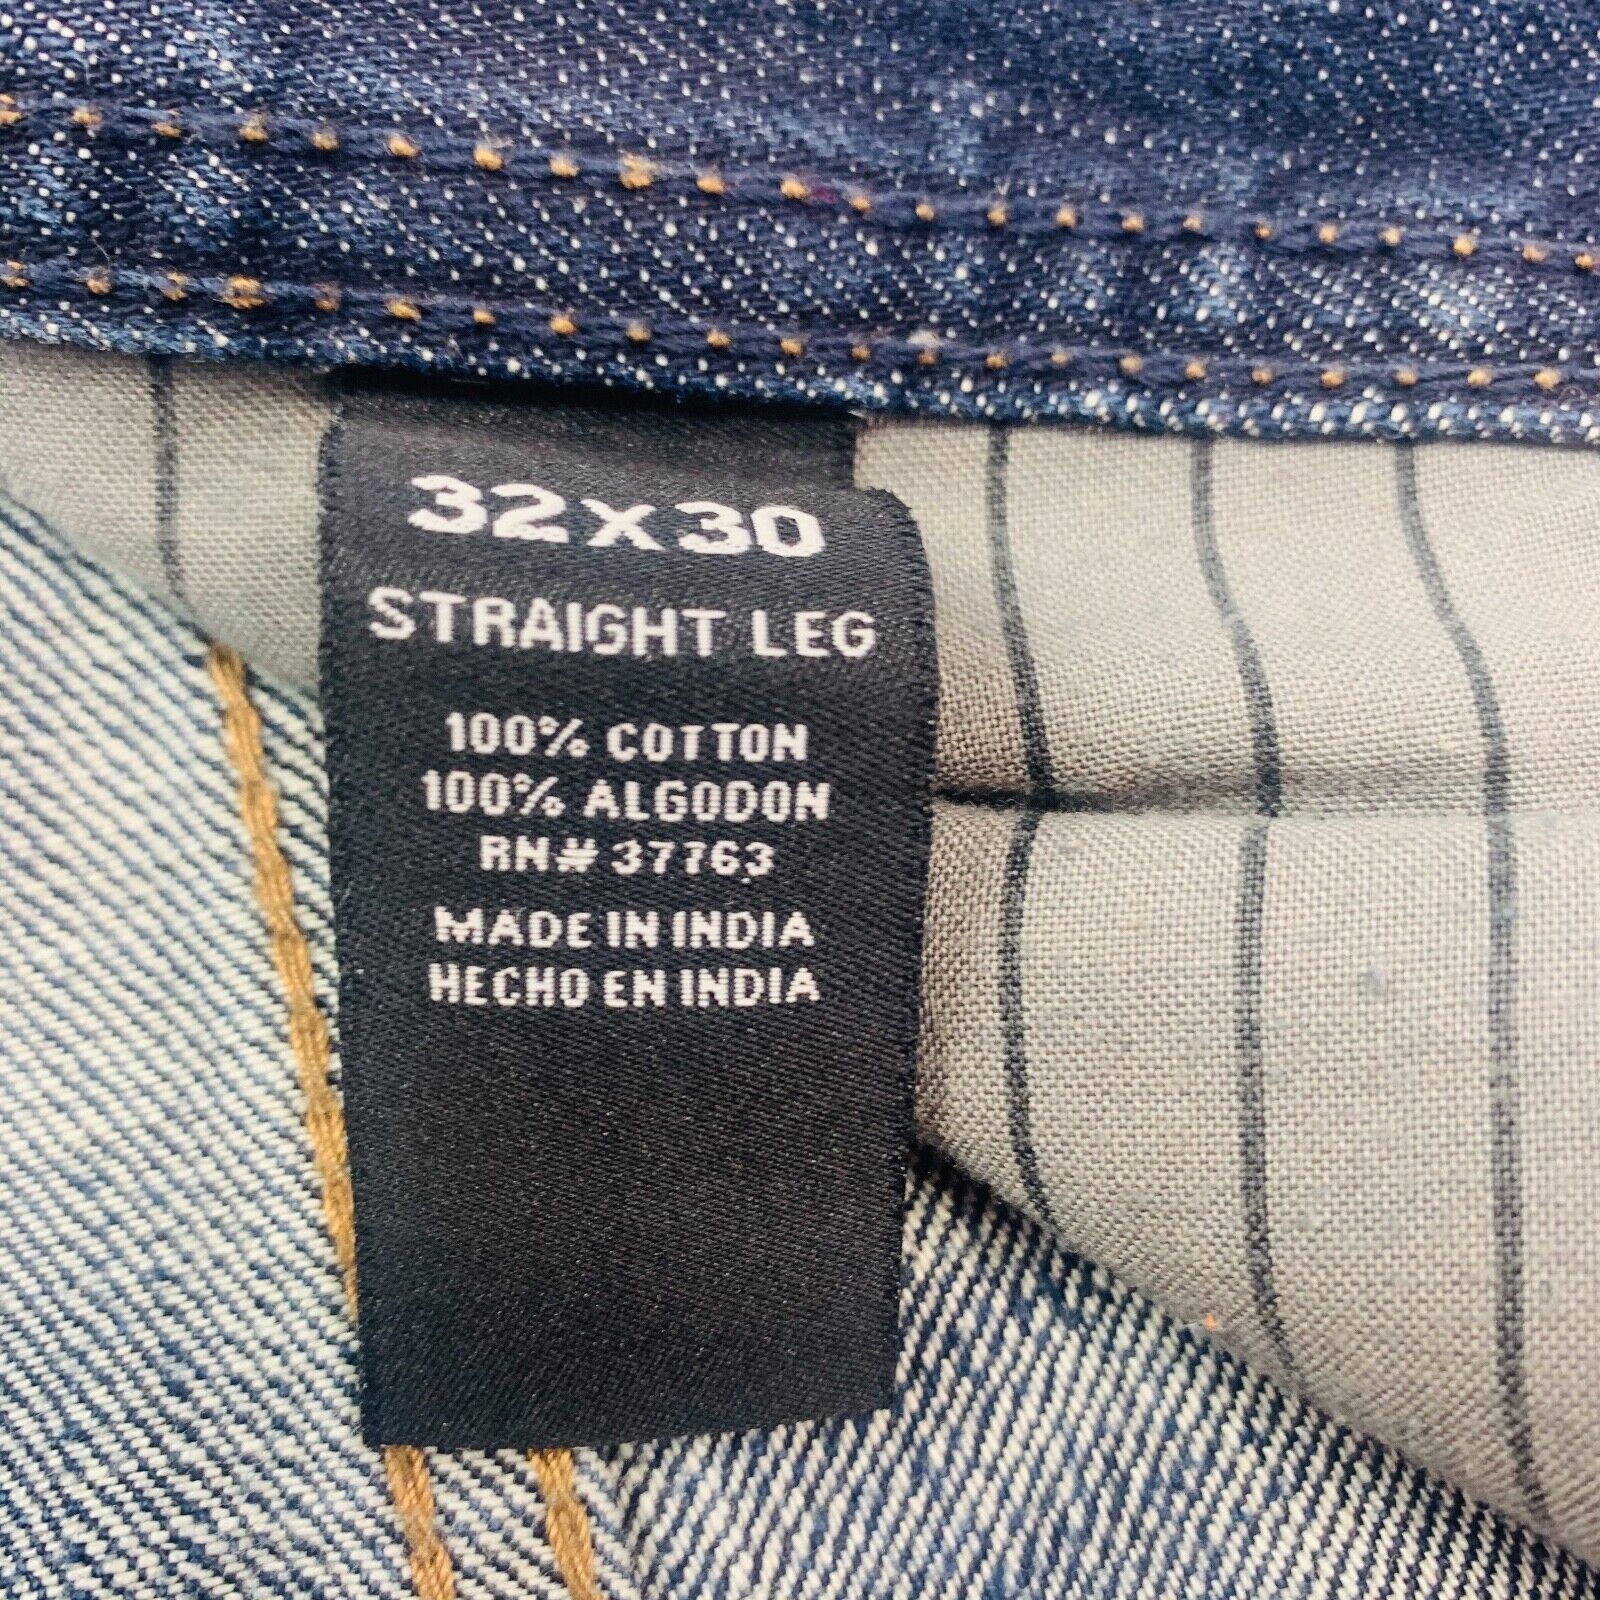 32X30
STRAIGHT LEG
100% COTTON
100% ALGODON
RN# 37763
MADE IN INDIA
HECHO EN INDIA